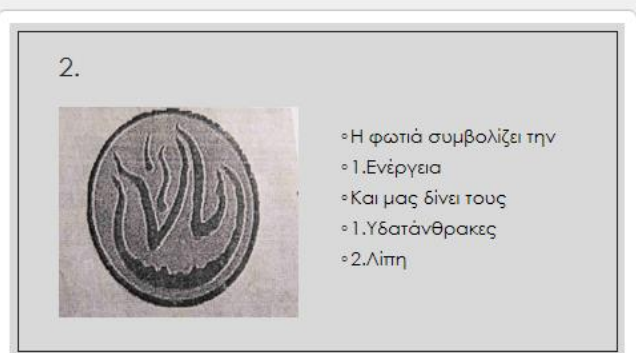 2.
◦Η φωτιά συμβολίζει την
◦1.Ενέργεια
◦Και μας δίνει τους
◦1.Υδατάνθρακες
◦2.Λίπη